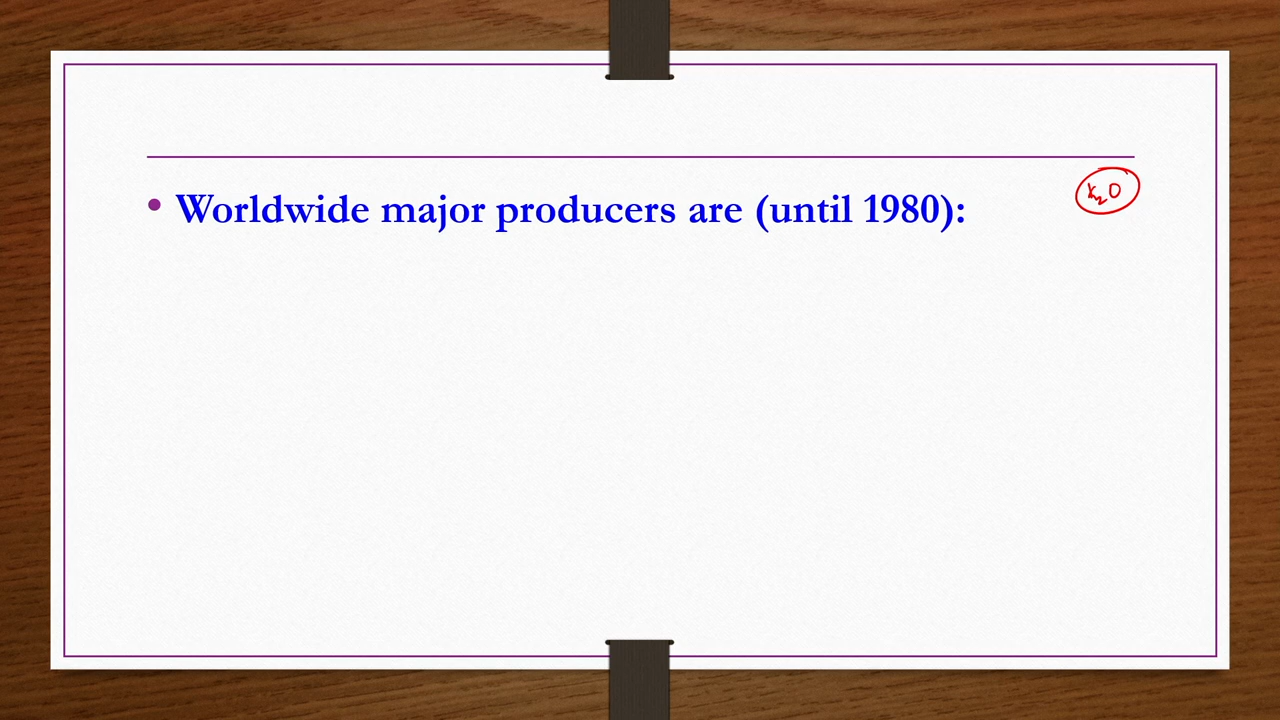 • Worldwide major producers are (until 1980):
K₂O